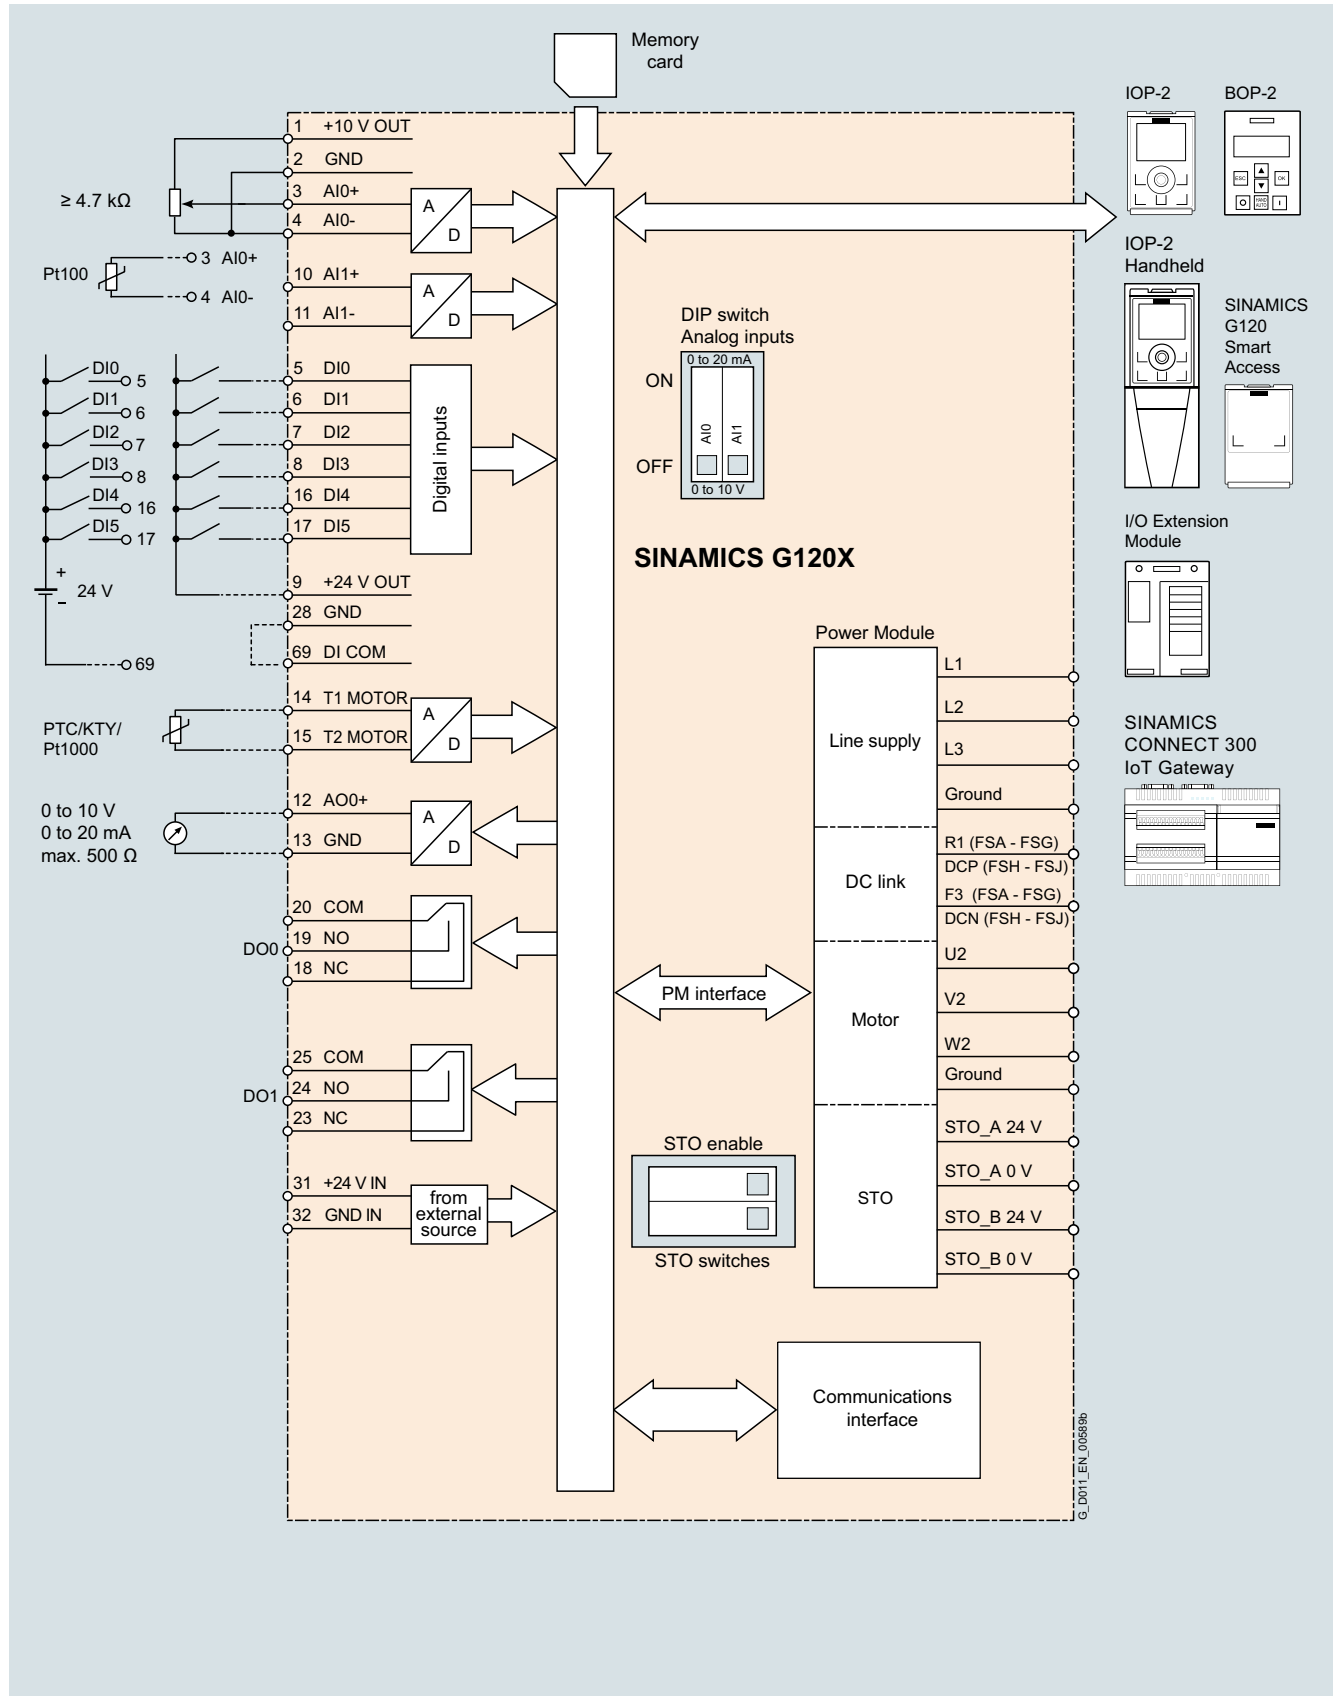 Memory
card
IOP-2
BOP-2
ESC
OK
HAND
AUTO
IOP-2
Handheld
SINAMICS
G120
Smart
Access
I/O Extension
Module
SINAMICS
CONNECT 300
IoT Gateway
1 +10 V OUT
2 GND
3 AI0+
4 AI0-
≥ 4.7 kΩ
A
D
Pt100
3 AI0+
4 AI0-
10 AI1+
11 AI1-
A
D
DIP switch
Analog inputs
0 to 20 mA
ON
AI0
AI1
OFF
0 to 10 V
DI0 5
DI1 6
DI2 7
DI3 8
DI4 16
DI5 17
+
24 V
–
69
5 DI0
6 DI1
7 DI2
8 DI3
16 DI4
17 DI5
Digital inputs
9 +24 V OUT
28 GND
69 DI COM
SINAMICS G120X
PTC/KTY/
Pt1000
14 T1 MOTOR
15 T2 MOTOR
A
D
0 to 10 V
0 to 20 mA
max. 500 Ω
12 AO0+
13 GND
A
D
DO0
20 COM
19 NO
18 NC
DO1
25 COM
24 NO
23 NC
31 +24 V IN
32 GND IN
from
external
source
PM interface
STO enable
STO switches
Power Module
Line supply
L1
L2
L3
Ground
DC link
R1 (FSA - FSG)
DCP (FSH - FSJ)
F3 (FSA - FSG)
DCN (FSH - FSJ)
Motor
U2
V2
W2
Ground
STO
STO_A 24 V
STO_A 0 V
STO_B 24 V
STO_B 0 V
Communications
interface
G_D011_EN_00589b